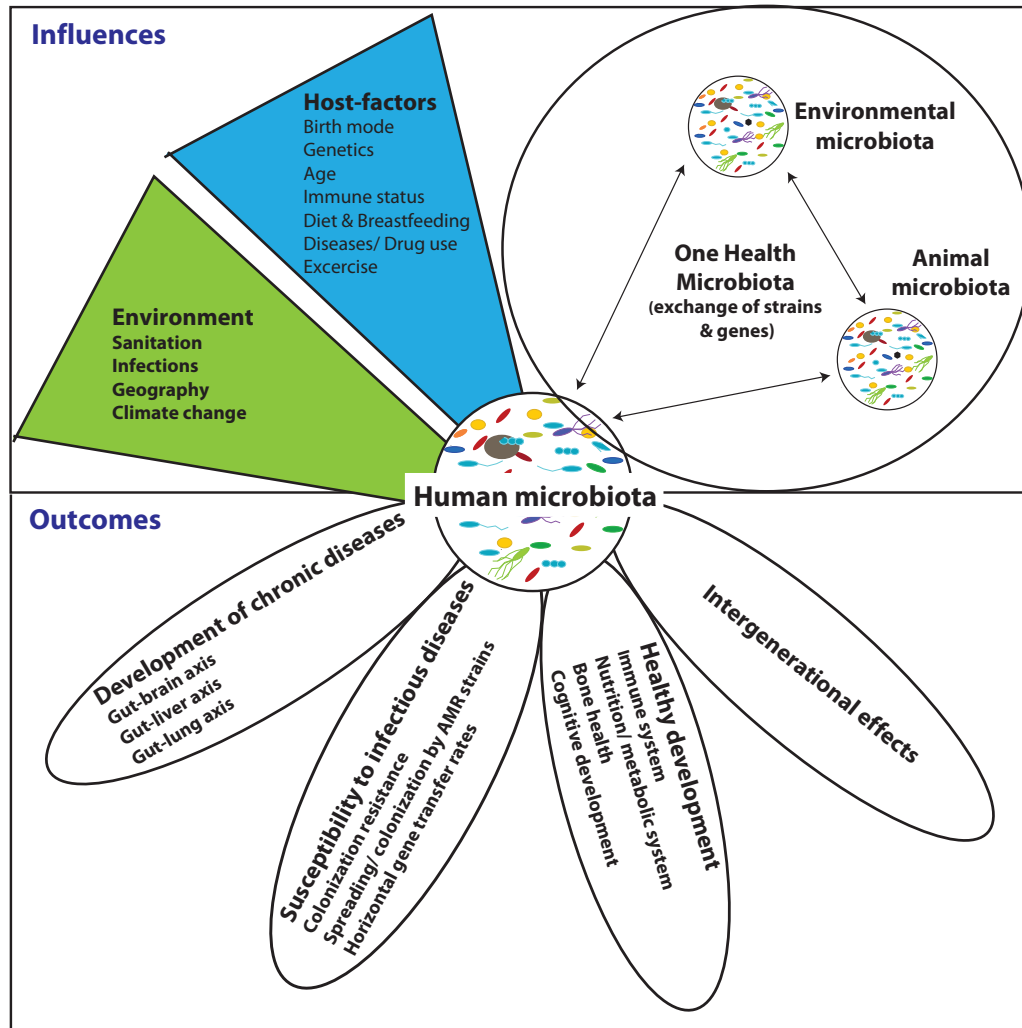 Influences
Host-factors
Birth mode
Genetics
Age
Immune status
Diet & Breastfeeding
Diseases/ Drug use
Excercise
Environment
Sanitation
Infections
Geography
Climate change
Environmental
microbiota
One Health
Microbiota
(exchange of strains
& genes)
Animal
microbiota
Human microbiota
Outcomes
Development of chronic diseases
Gut-brain axis
Gut-liver axis
Gut-lung axis
Susceptibility to infectious diseases
Colonization resistance
Spreading/ colonization by AMR strains
Horizontal gene transfer rates
Healthy development
Immune system
Nutrition/ metabolic system
Bone health
Cognitive development
Intergenerational effects